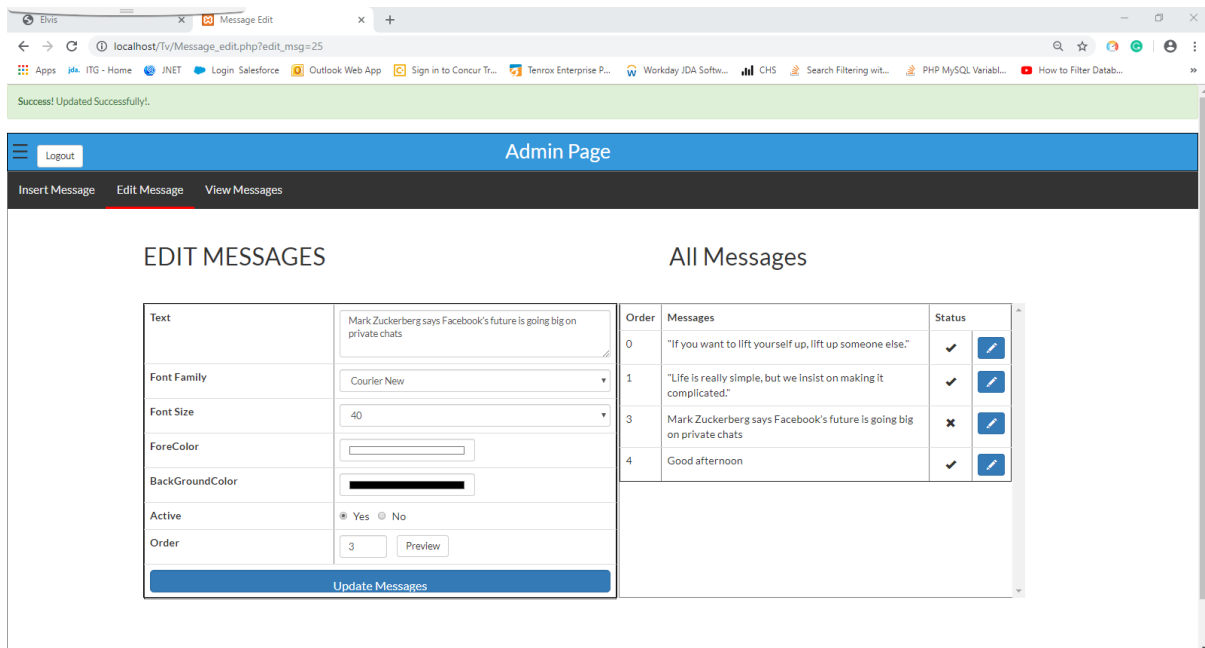 Elvis
Message Edit
localhost/Tv/Message_edit.php?edit_msg=25
Apps jda. ITG - Home JNET Login Salesforce Outlook Web App Sign in to Concur Tr... Tenrox Enterprise P... Workday JDA Softw... CHS Search Filtering wit... PHP MySQL Variabl... How to Filter Datab... »
Success! Updated Successfully!.
Logout Admin Page
Insert Message Edit Message View Messages
EDIT MESSAGES
Text
Mark Zuckerberg says Facebook's future is going big on
private chats
Font Family Courier New
Font Size 40
ForeColor
BackGroundColor
Active Yes No
Order 3 Preview
Update Messages
All Messages
Order Messages Status
0 "If you want to lift yourself up, lift up someone else."
1 "Life is really simple, but we insist on making it
complicated."
3 Mark Zuckerberg says Facebook's future is going big
on private chats
4 Good afternoon